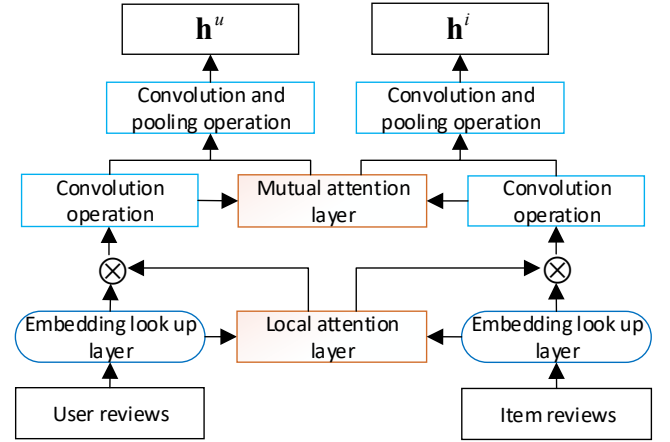 h^u
h^i
Convolution and
pooling operation
Convolution and
pooling operation
Convolution
operation
Mutual attention
layer
Convolution
operation
Embedding look up
layer
Local attention
layer
Embedding look up
layer
User reviews
Item reviews